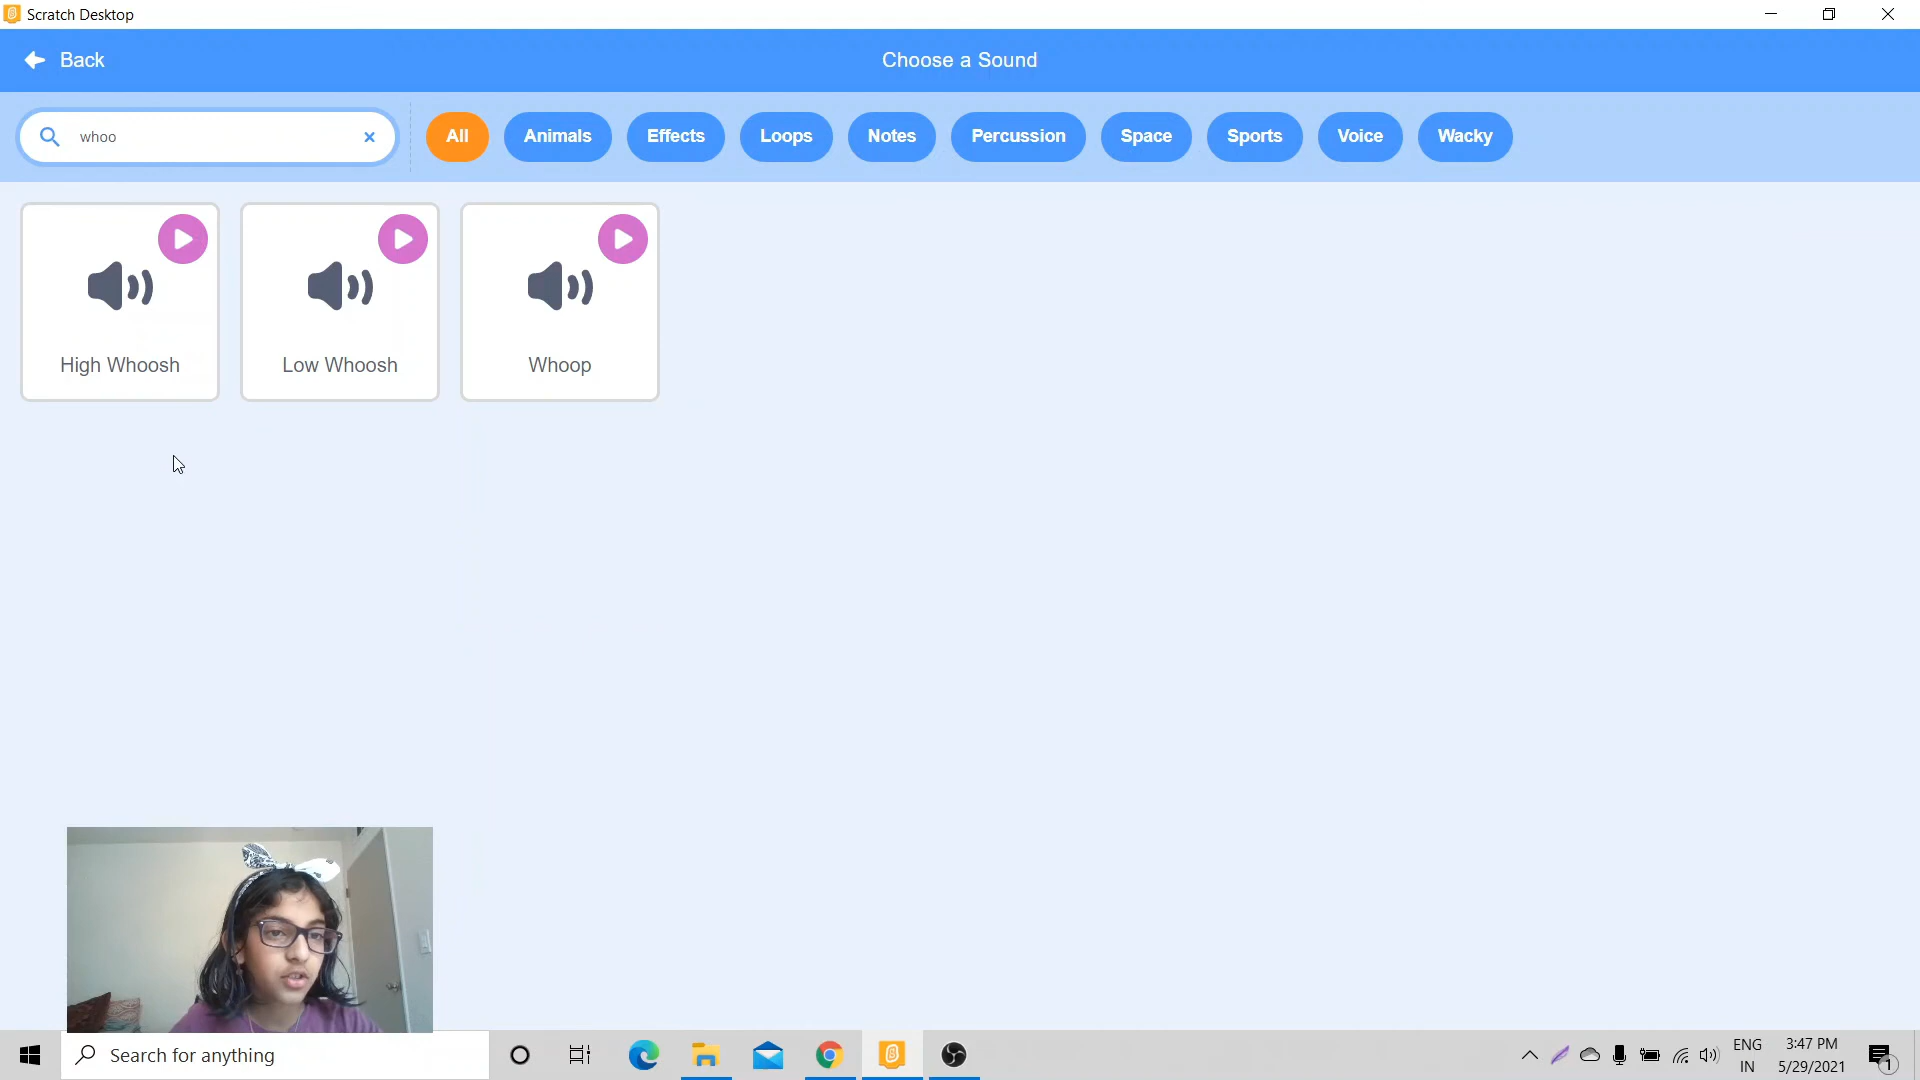 Scratch Desktop
Back
Choose a Sound
whoo
All
Animals
Effects
Loops
Notes
Percussion
Space
Sports
Voice
Wacky
High Whoosh
Low Whoosh
Whoop
Search for anything
ENG
IN
3:47 PM
5/29/2021
1